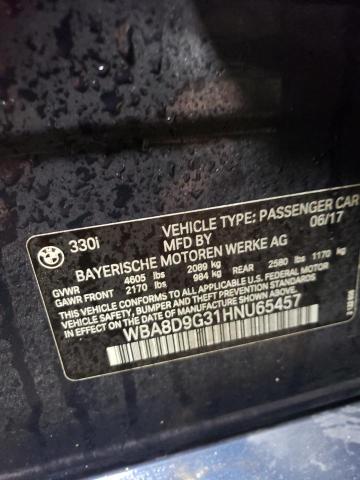 BMW
330i
VEHICLE TYPE: PASSENGER CAR
MFD BY 06/17
BAYERISCHE MOTOREN WERKE AG
GVWR 4605 lbs 2089 kg
GAWR FRONT 2170 lbs 984 kg REAR 2580 lbs 1170 kg
THIS VEHICLE CONFORMS TO ALL APPLICABLE
FEDERAL MOTOR VEHICLE SAFETY, BUMPER
AND THEFT PREVENTION STANDARDS
IN EFFECT ON THE DATE OF MANUFACTURE
SHOWN ABOVE.
WBA8D9G31HNU65457